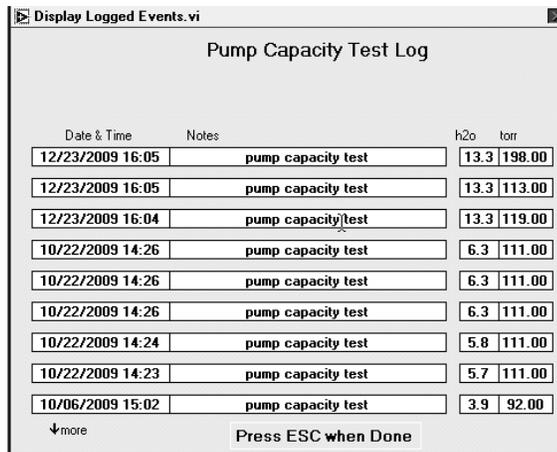 Display Logged Events.vi
Pump Capacity Test Log
Date & Time Notes h2o torr
12/23/2009 16:05 pump capacity test 13.3 198.00
12/23/2009 16:05 pump capacity test 13.3 113.00
12/23/2009 16:04 pump capacity test 13.3 119.00
10/22/2009 14:26 pump capacity test 6.3 111.00
10/22/2009 14:26 pump capacity test 6.3 111.00
10/22/2009 14:26 pump capacity test 6.3 111.00
10/22/2009 14:24 pump capacity test 5.8 111.00
10/22/2009 14:23 pump capacity test 5.7 111.00
10/06/2009 15:02 pump capacity test 3.9 92.00
more
Press ESC when Done